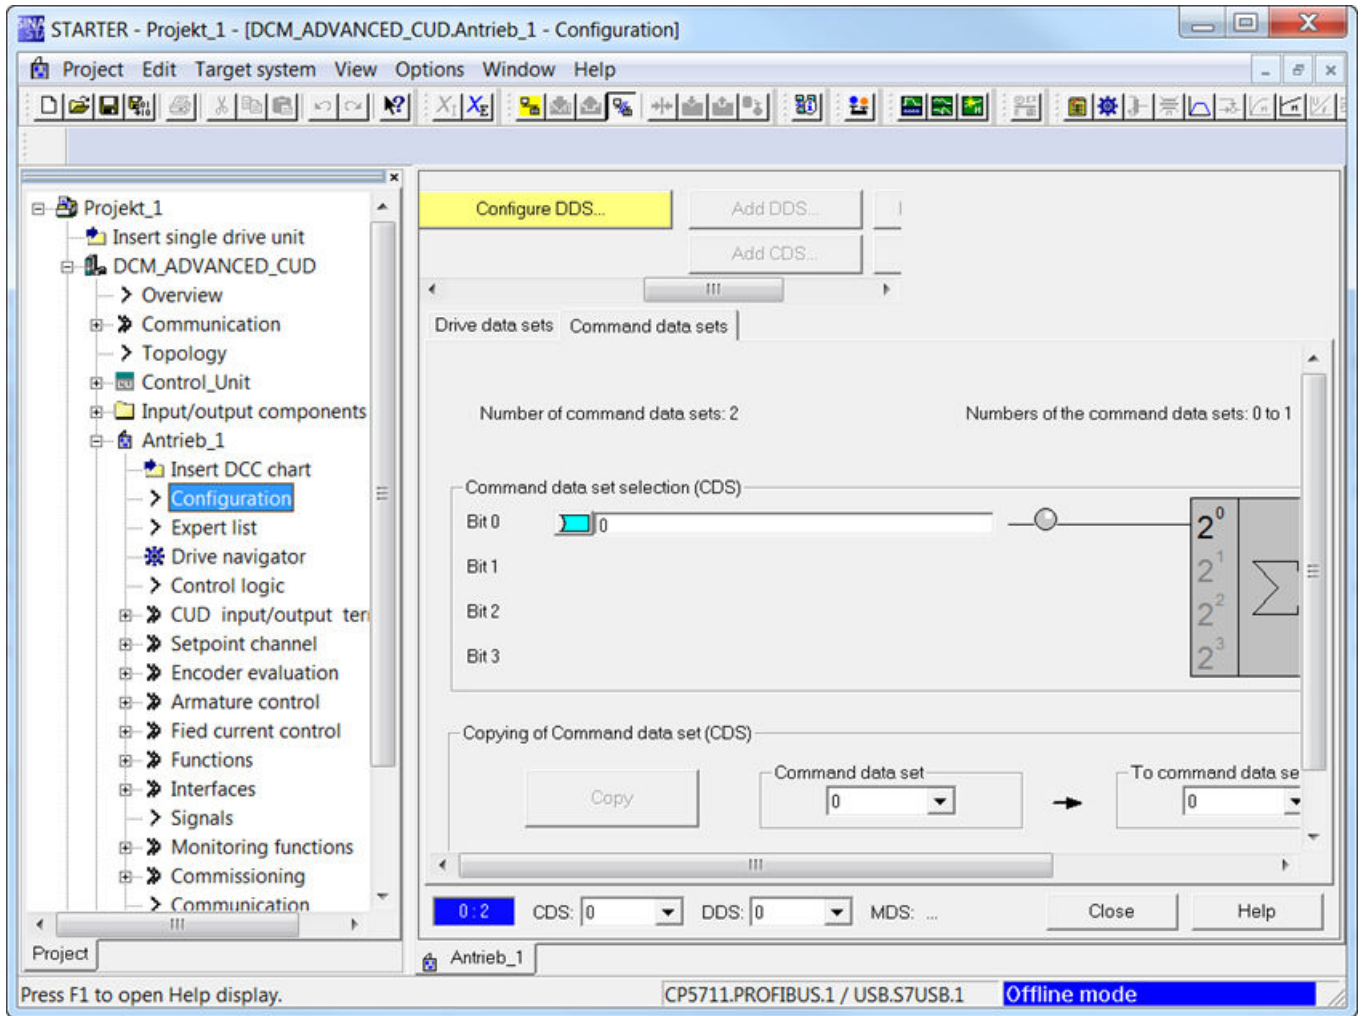 STARTER - Projekt_1 - [DCM_ADVANCED_CUD.Antrieb_1 - Configuration]
Project Edit Target system View Options Window Help
Projekt_1
Insert single drive unit
DCM_ADVANCED_CUD
Overview
Communication
Topology
Control_Unit
Input/output components
Antrieb_1
Insert DCC chart
Configuration
Expert list
Drive navigator
Control logic
CUD input/output ter
Setpoint channel
Encoder evaluation
Armature control
Fied current control
Functions
Interfaces
Signals
Monitoring functions
Commissioning
Communication
Project
Configure DDS...
Add DDS...
Add CDS...
Drive data sets Command data sets
Number of command data sets: 2 Numbers of the command data sets: 0 to 1
Command data set selection (CDS)
Bit 0 0 2^0
Bit 1 2^1
Bit 2 2^2
Bit 3 2^3
Copying of Command data set (CDS)
Command data set To command data se
Copy 0 0
0 : 2 CDS: 0 DDS: 0 MDS: ... Close Help
Antrieb_1
Press F1 to open Help display. CP5711.PROFIBUS.1 / USB.S7USB.1 Offline mode